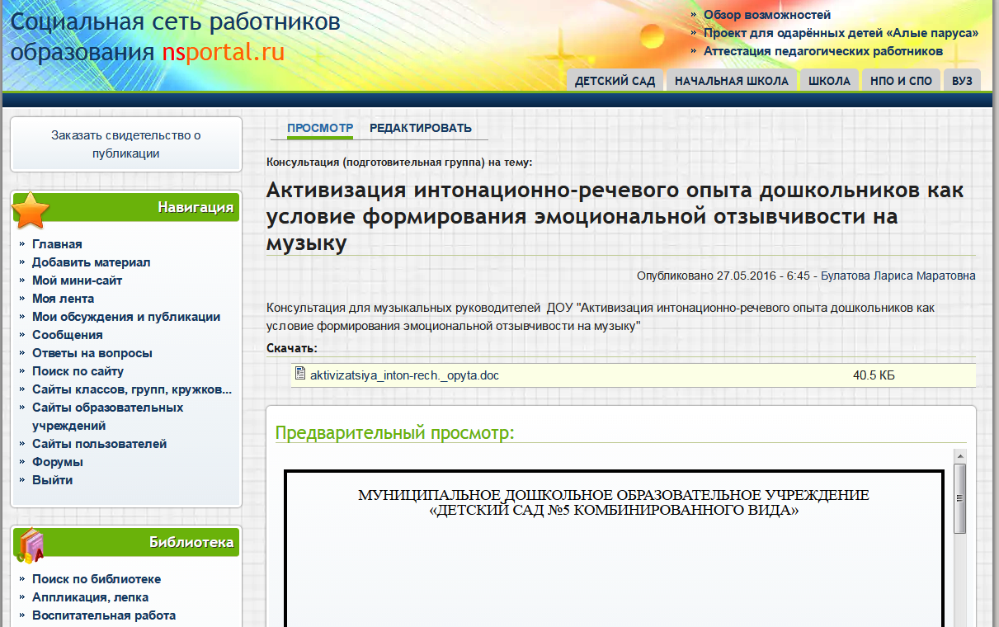 Социальная сеть работников
образования nsportal.ru
» Обзор возможностей
» Проект для одарённых детей «Алые паруса»
» Аттестация педагогических работников
ДЕТСКИЙ САД НАЧАЛЬНАЯ ШКОЛА ШКОЛА НПО И СПО ВУЗ
Заказать свидетельство о
публикации
Навигация
» Главная
» Добавить материал
» Мой мини-сайт
» Моя лента
» Мои обсуждения и публикации
» Сообщения
» Ответы на вопросы
» Поиск по сайту
» Сайты классов, групп, кружков...
» Сайты образовательных
учреждений
» Сайты пользователей
» Форумы
» Выйти
Библиотека
» Поиск по библиотеке
» Аппликация, лепка
» Воспитательная работа
ПРОСМОТР РЕДАКТИРОВАТЬ
Консультация (подготовительная группа) на тему:
Активизация интонационно-речевого опыта дошкольников как
условие формирования эмоциональной отзывчивости на
музыку
Опубликовано 27.05.2016 - 6:45 - Булатова Лариса Маратовна
Консультация для музыкальных руководителей ДОУ "Активизация интонационно-речевого опыта дошкольников как
условие формирования эмоциональной отзывчивости на музыку"
Скачать:
aktivizatsiya_inton-rech._opyta.doc 40.5 КБ
Предварительный просмотр:
МУНИЦИПАЛЬНОЕ ДОШКОЛЬНОЕ ОБРАЗОВАТЕЛЬНОЕ УЧРЕЖДЕНИЕ
«ДЕТСКИЙ САД №5 КОМБИНИРОВАННОГО ВИДА»